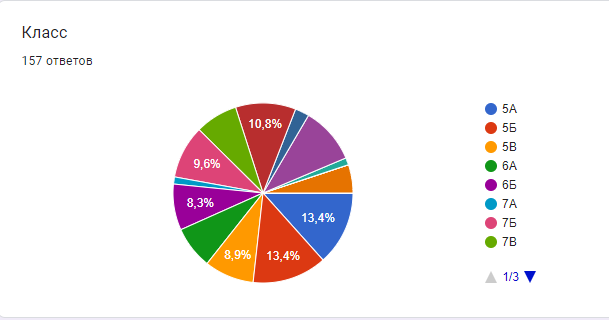 Класс
157 ответов
10,8%
9,6%
8,3%
8,9%
13,4%
13,4%
5А
5Б
5В
6А
6Б
7А
7Б
7В
1/3